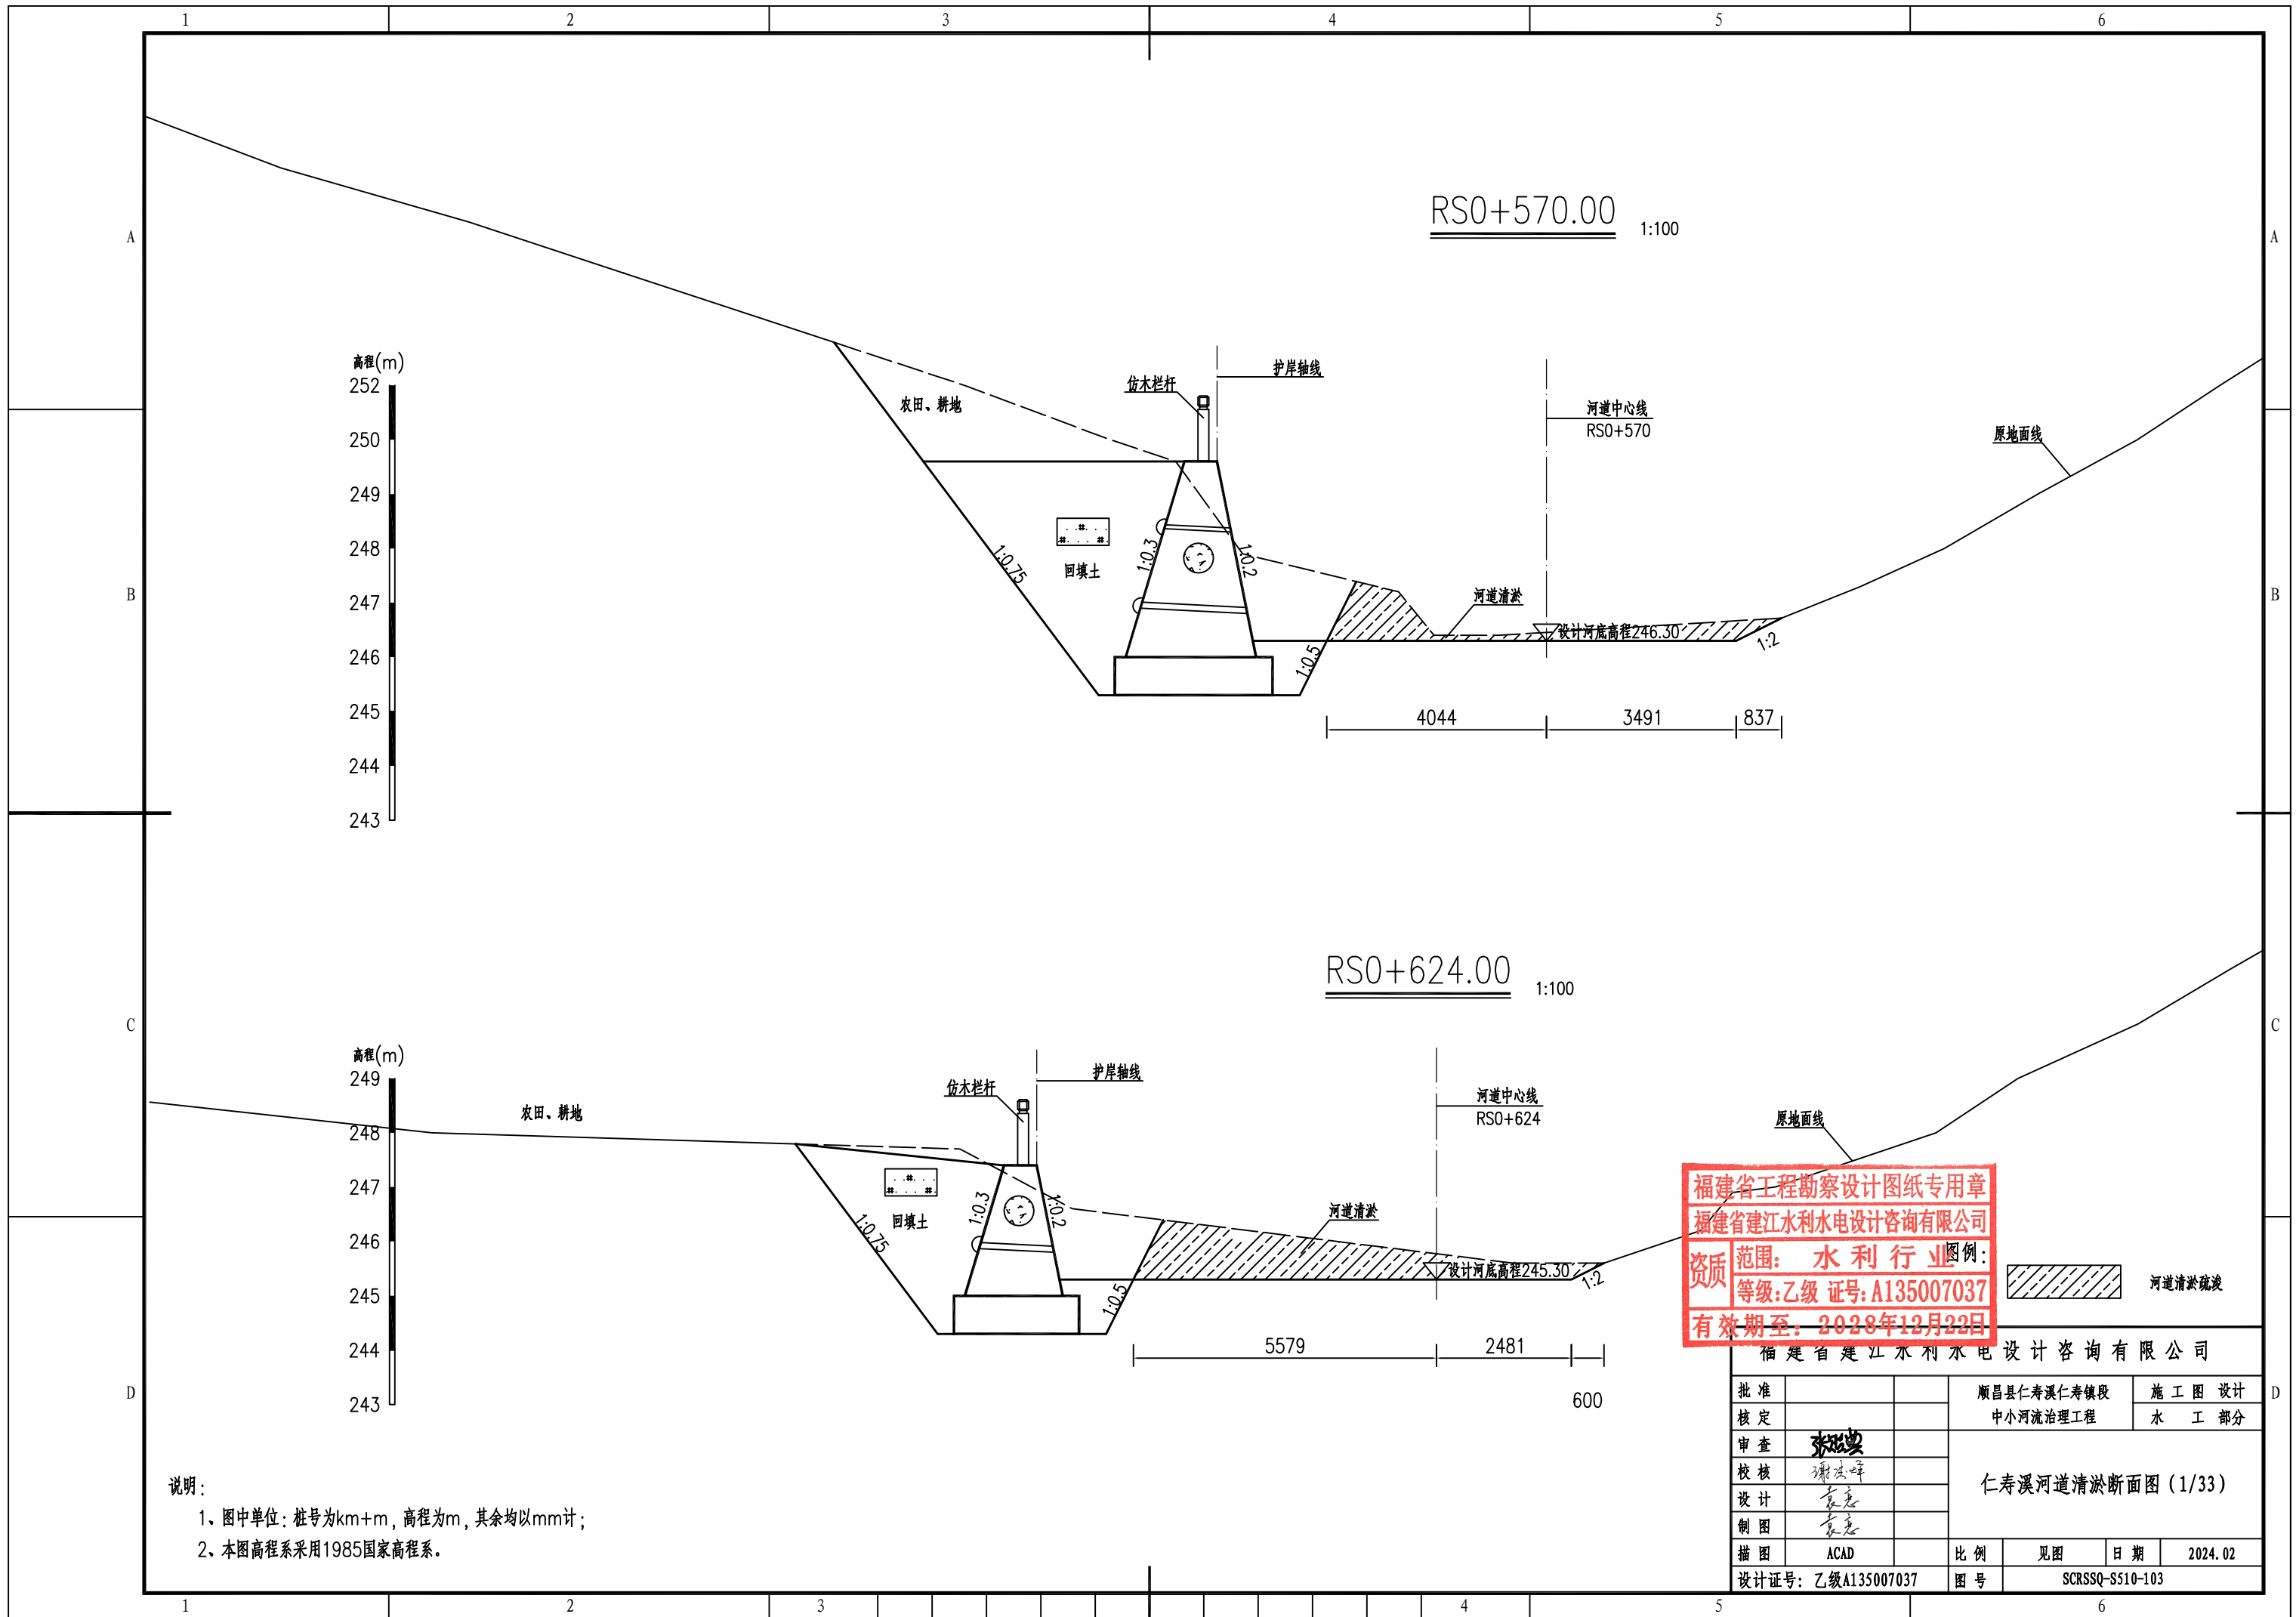 1 2 3 4 5 6
A
A
B
B
C
C
D
D
RS0+570.00 1:100
高程(m)
252
250
249
248
247
246
245
244
243
农田、耕地
仿木栏杆
护岸轴线
河道中心线
RS0+570
原地面线
1:0.75
回填土
1:0.3
1:0.2
河道清淤
设计河底高程246.30
1:0.5
1:2
4044
3491
837
RS0+624.00 1:100
高程(m)
249
248
247
246
245
244
243
农田、耕地
仿木栏杆
护岸轴线
河道中心线
RS0+624
原地面线
1:0.75
回填土
1:0.3
1:0.2
河道清淤
设计河底高程245.30
1:0.5
1:2
5579
2481
600
福建省工程勘察设计图纸专用章
福建省建江水利水电设计咨询有限公司
资质
范围: 水利行业
等级:乙级 证号:A135007037
有效期至: 2028年12月22日
图例:
河道清淤疏浚
说明:
1、图中单位:桩号为km+m,高程为m,其余均以mm计;
2、本图高程系采用1985国家高程系。
福建省建江水利水电设计咨询有限公司
批准
核定
审查
校核
设计
制图
描图 ACAD
设计证号: 乙级A135007037
顺昌县仁寿溪仁寿镇段
中小河流治理工程
施工图 设计
水工 部分
仁寿溪河道清淤断面图(1/33)
比例 见图 日期 2024.02
图号 SCRSSQ-S510-103
1 2 3 4 5 6